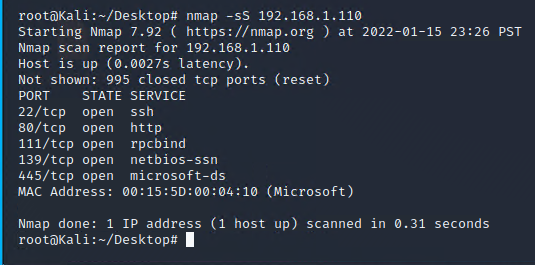 root@Kali:~/Desktop# nmap -sS 192.168.1.110
Starting Nmap 7.92 ( https://nmap.org ) at 2022-01-15 23:26 PST
Nmap scan report for 192.168.1.110
Host is up (0.0027s latency).
Not shown: 995 closed tcp ports (reset)
PORT    STATE SERVICE
22/tcp  open  ssh
80/tcp  open  http
111/tcp open  rpcbind
139/tcp open  netbios-ssn
445/tcp open  microsoft-ds
MAC Address: 00:15:5D:00:04:10 (Microsoft)

Nmap done: 1 IP address (1 host up) scanned in 0.31 seconds
root@Kali:~/Desktop#